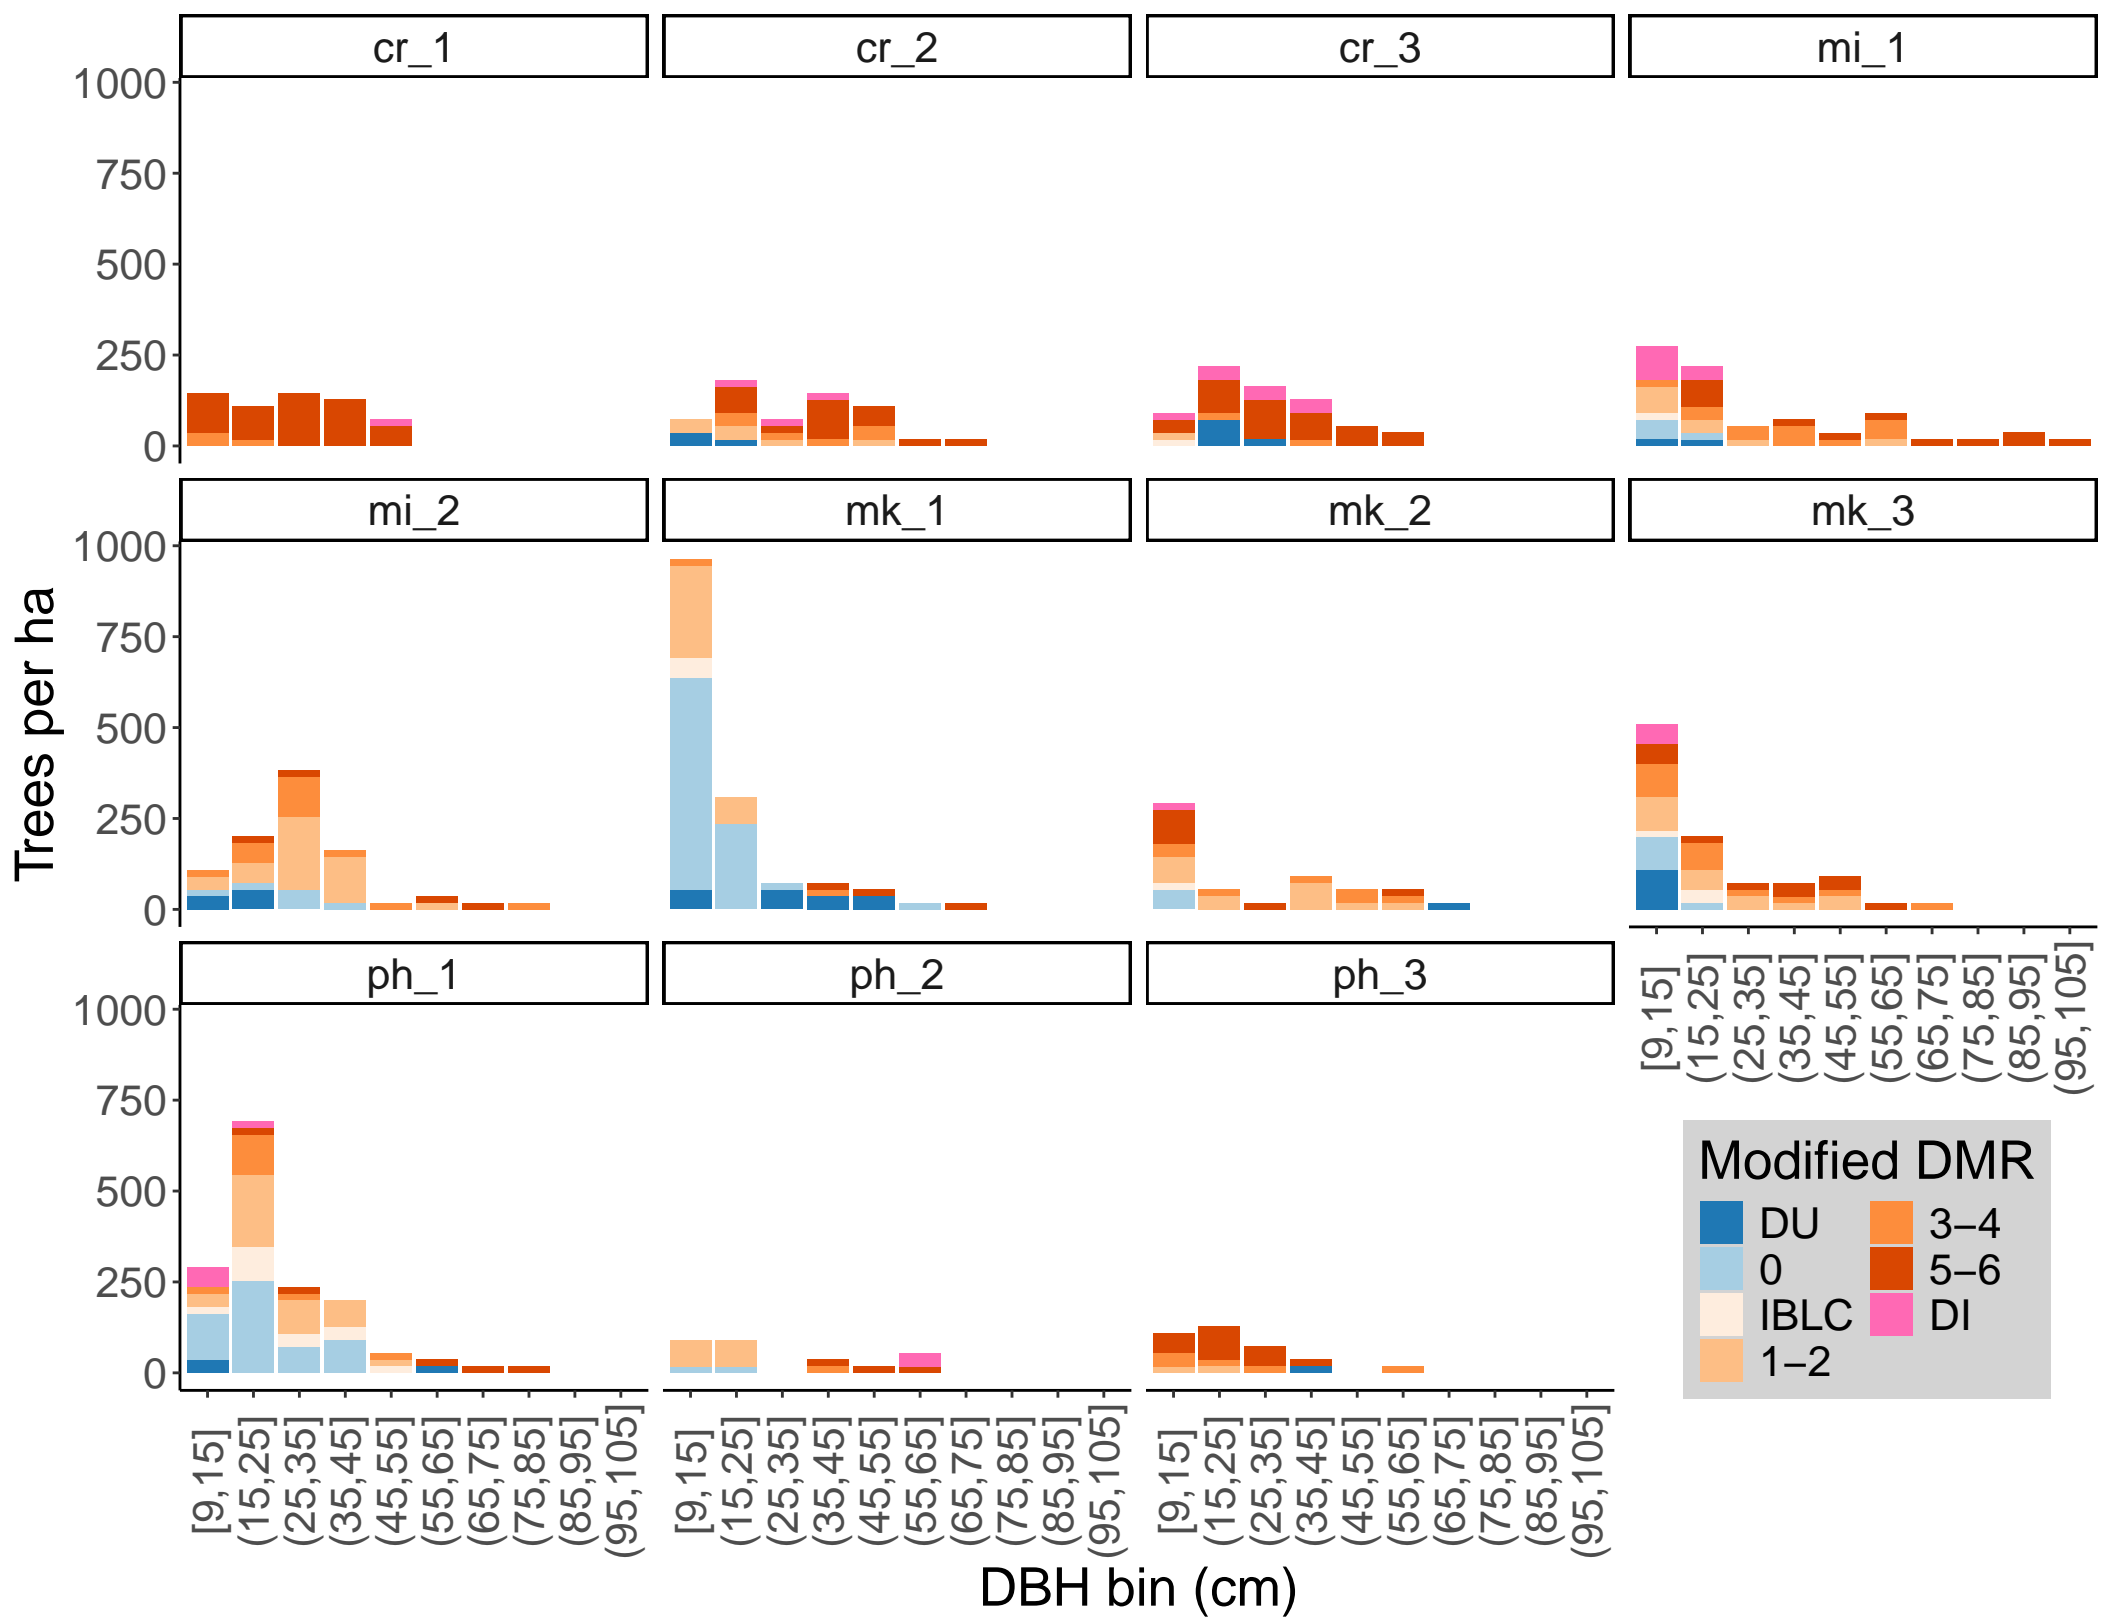 cr_1 cr_2 cr_3 mi_1
1000
750
500
250
0
mi_2 mk_1 mk_2 mk_3
1000
750
500
250
0
[9,15] (15,25] (25,35] (35,45] (45,55] (55,65] (65,75] (75,85] (85,95] (95,105]
ph_1 ph_2 ph_3
1000
750
500
250
0
[9,15] (15,25] (25,35] (35,45] (45,55] (55,65] (65,75] (75,85] (85,95] (95,105]
[9,15] (15,25] (25,35] (35,45] (45,55] (55,65] (65,75] (75,85] (85,95] (95,105]
[9,15] (15,25] (25,35] (35,45] (45,55] (55,65] (65,75] (75,85] (85,95] (95,105]
Trees per ha
DBH bin (cm)
Modified DMR
DU 3–4
0 5–6
IBLC DI
1–2